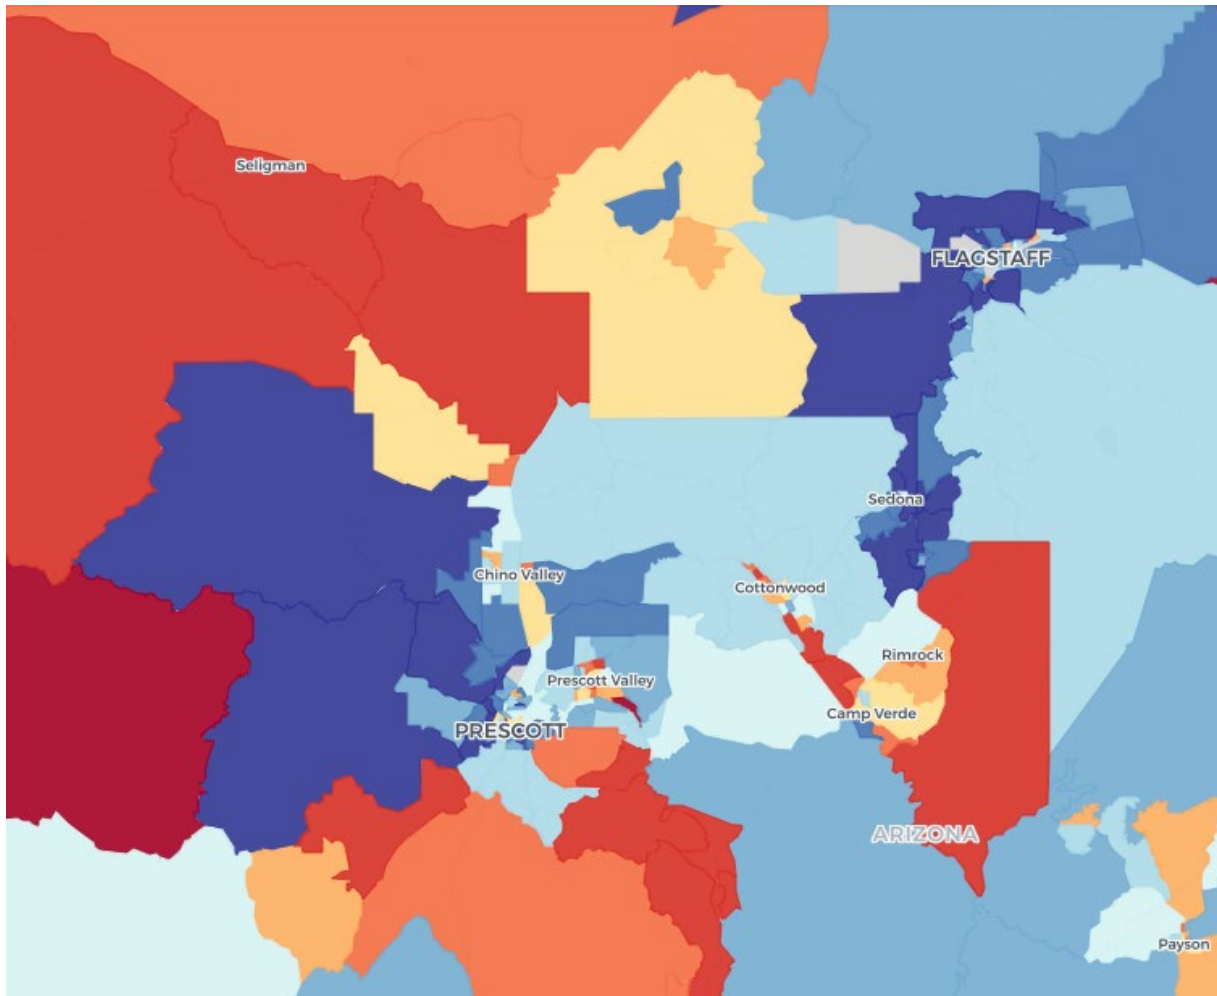 Seligman
FLAGSTAFF
Sedona
Chino Valley
Cottonwood
Rimrock
Prescott Valley
Camp Verde
PRESCOTT
ARIZONA
Payson